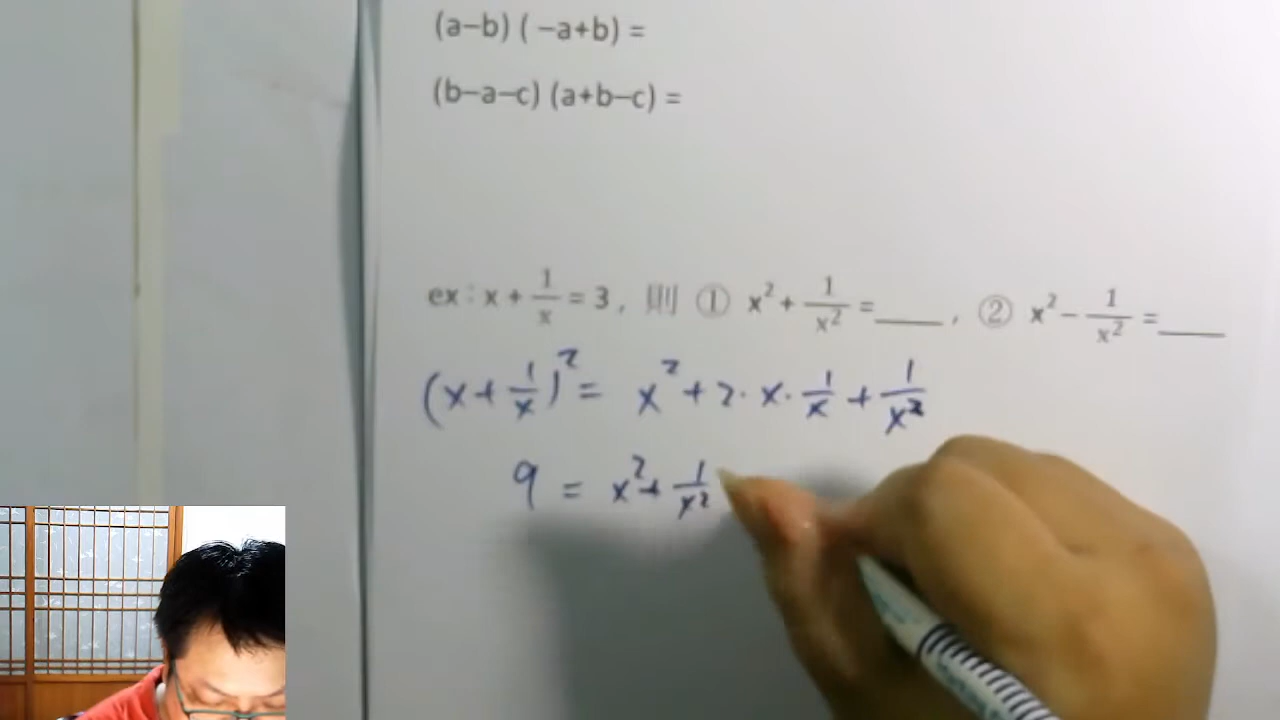 (a−b) ( −a+b) =
(b−a−c) (a+b−c) =
ex：x + 1/x = 3 , 則 ① x² + 1/x² = ____ , ② x² − 1/x² = ____
(x + 1/x)² = x² + 2 · x · 1/x + 1/x²
9 = x² + 1/x²